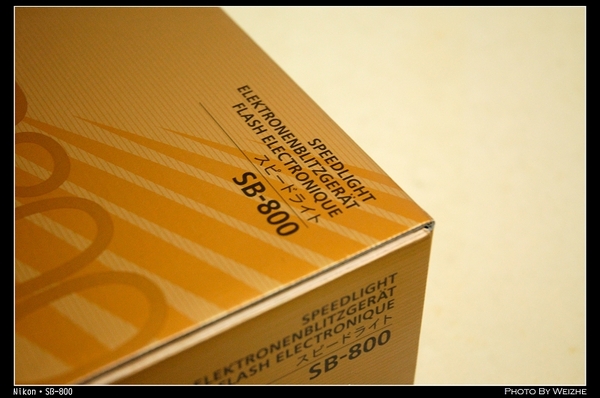 SPEEDLIGHT
ELEKTRONENBLITZGERÄT
FLASH ELECTRONIQUE
スピードライト
SB-800
SPEEDLIGHT
ELEKTRONENBLITZGERÄT
FLASH ELECTRONIQUE
スピードライト
SB-800
Nikon・SB-800
PHOTO BY WEIZHE